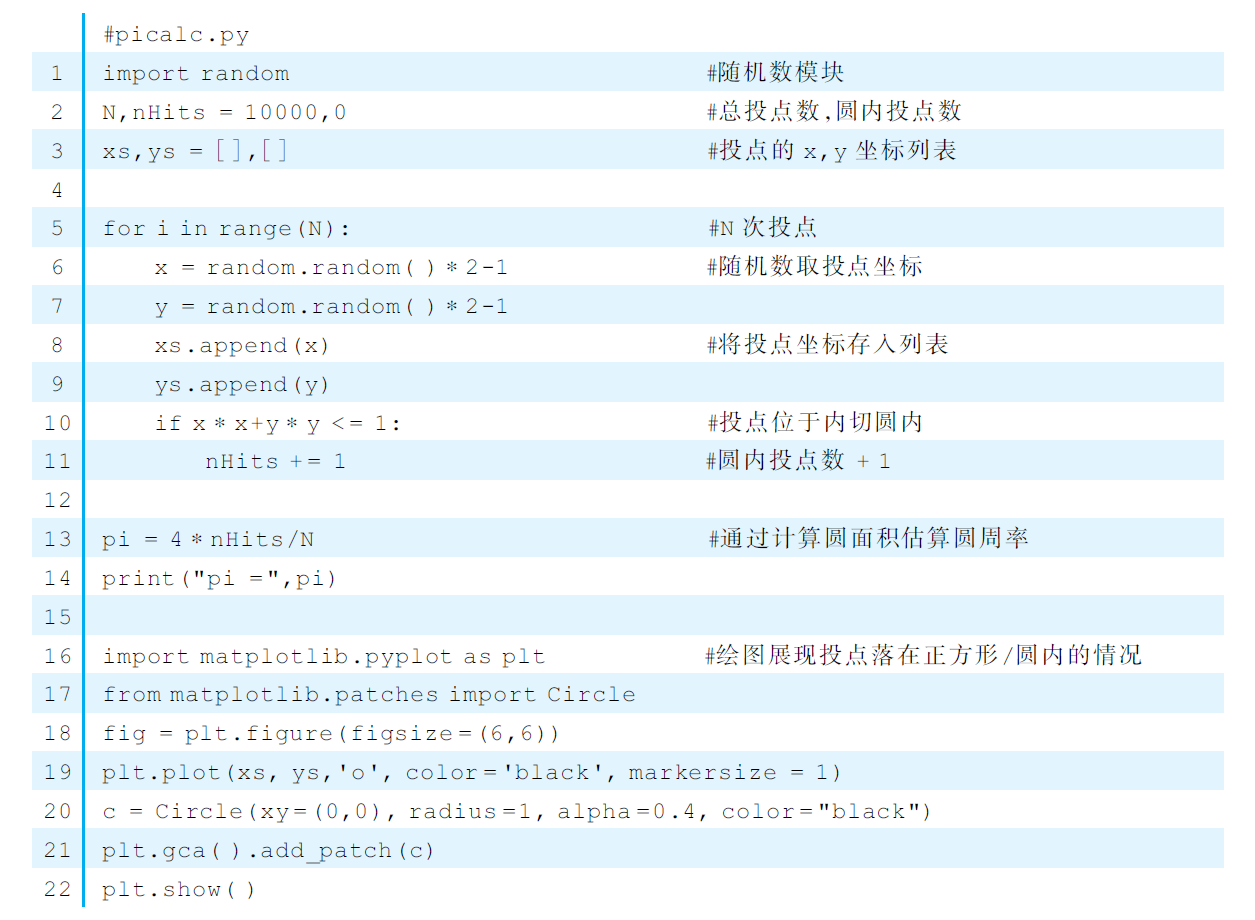 #picalc.py
1 import random #随机数模块
2 N,nHits = 10000,0 #总投点数,圆内投点数
3 xs,ys = [],[] #投点的 x,y 坐标列表
4
5 for i in range(N): #N 次投点
6 x = random.random()*2-1 #随机数取投点坐标
7 y = random.random()*2-1
8 xs.append(x) #将投点坐标存入列表
9 ys.append(y)
10 if x*x+y*y <= 1: #投点位于内切圆内
11 nHits += 1 #圆内投点数 +1
12
13 pi = 4*nHits/N #通过计算圆面积估算圆周率
14 print("pi =",pi)
15
16 import matplotlib.pyplot as plt #绘图展现投点落在正方形/圆内的情况
17 from matplotlib.patches import Circle
18 fig = plt.figure(figsize=(6,6))
19 plt.plot(xs, ys,'o', color='black', markersize = 1)
20 c = Circle(xy=(0,0), radius=1, alpha=0.4, color="black")
21 plt.gca().add_patch(c)
22 plt.show()